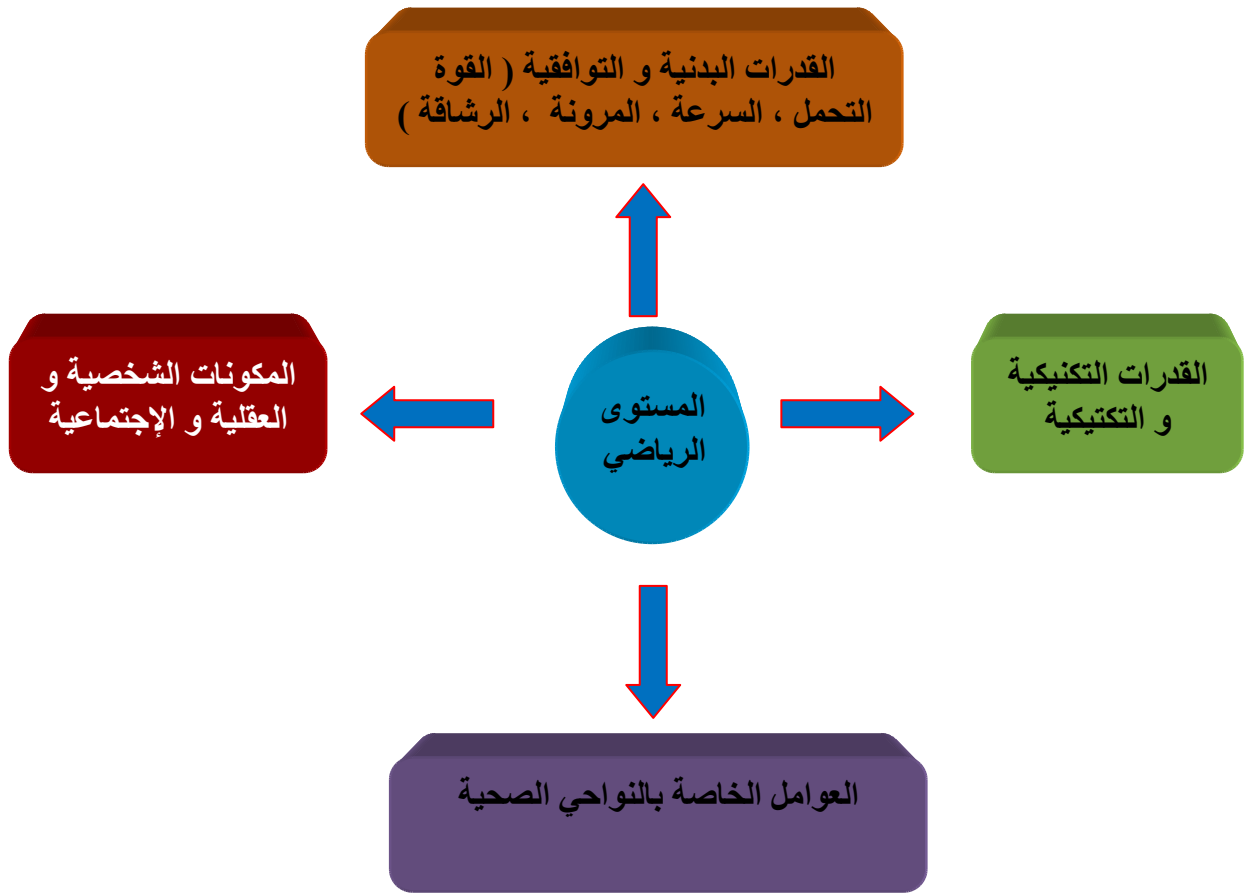 القدرات البدنية و التوافقية ( القوة
التحمل ، السرعة ، المرونة ، الرشاقة )
القدرات التكنيكية
و التكتيكية
المستوى
الرياضي
المكونات الشخصية و
العقلية و الإجتماعية
العوامل الخاصة بالنواحي الصحية